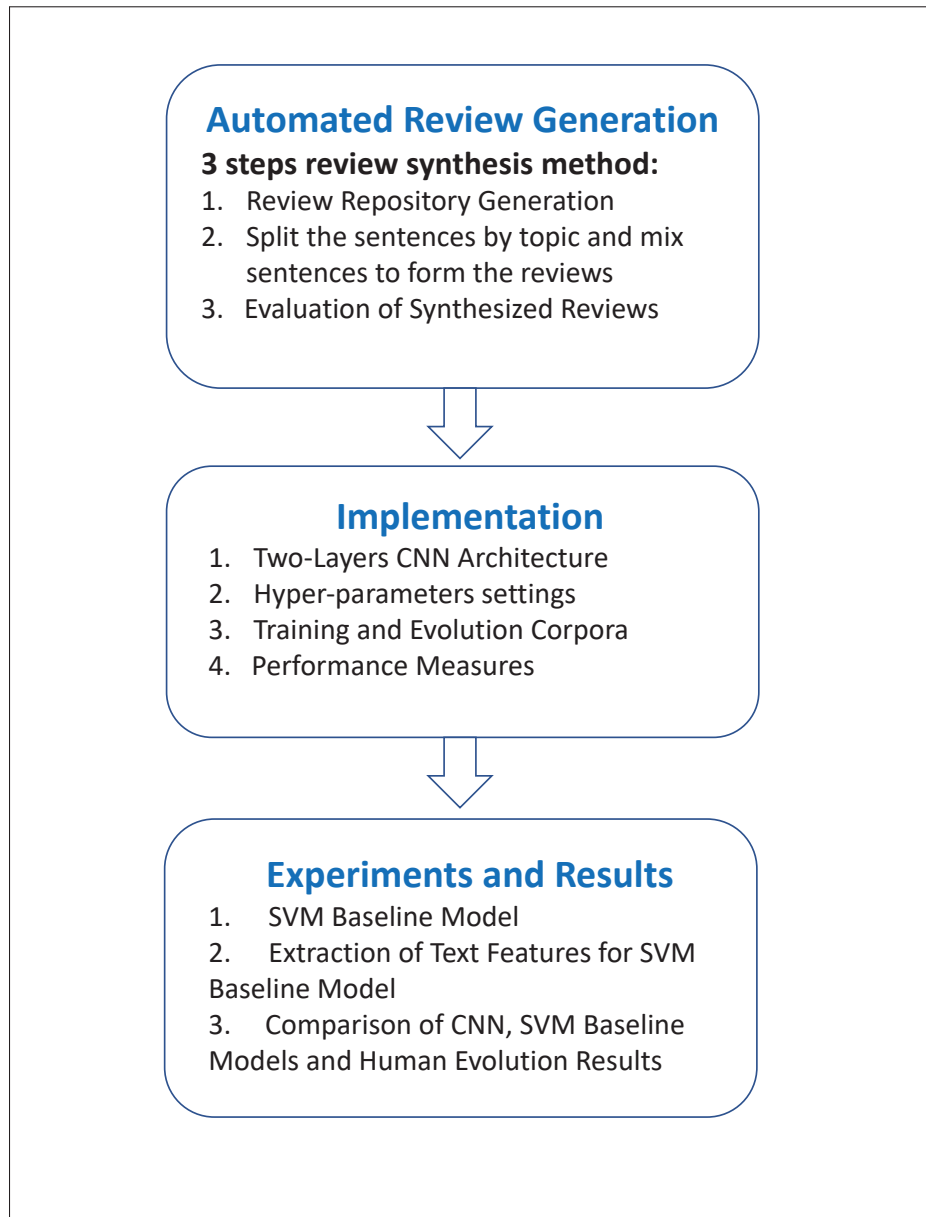 Automated Review Generation
3 steps review synthesis method:
1. Review Repository Generation
2. Split the sentences by topic and mix
sentences to form the reviews
3. Evaluation of Synthesized Reviews
Implementation
1. Two-Layers CNN Architecture
2. Hyper-parameters settings
3. Training and Evolution Corpora
4. Performance Measures
Experiments and Results
1. SVM Baseline Model
2. Extraction of Text Features for SVM
Baseline Model
3. Comparison of CNN, SVM Baseline
Models and Human Evolution Results